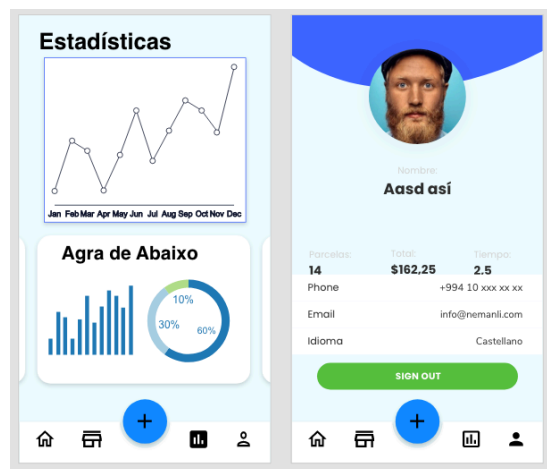 Estadísticas
Jan Feb Mar Apr May Jun Jul Aug Sep Oct Nov Dec
Agra de Abaixo
10%
30%
60%
Nombre:
Aasd así
Parcelas: Total: Tiempo:
14 $162,25 2.5
Phone +994 10 xxx xx xx
Email info@nemanli.com
Idioma Castellano
SIGN OUT